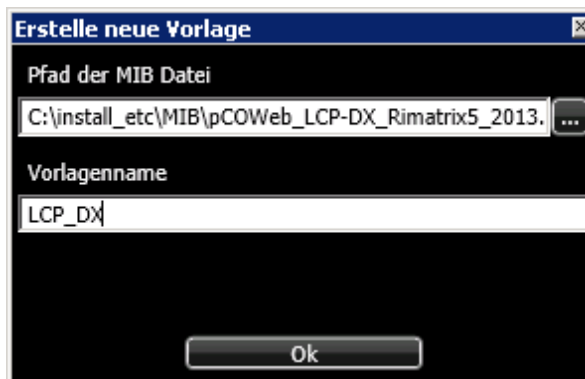 Erstelle neue Vorlage
Pfad der MIB Datei
C:\install_etc\MIB\pCOWeb_LCP-DX_Rimatrix5_2013.
...
Vorlagenname
LCP_DX
Ok